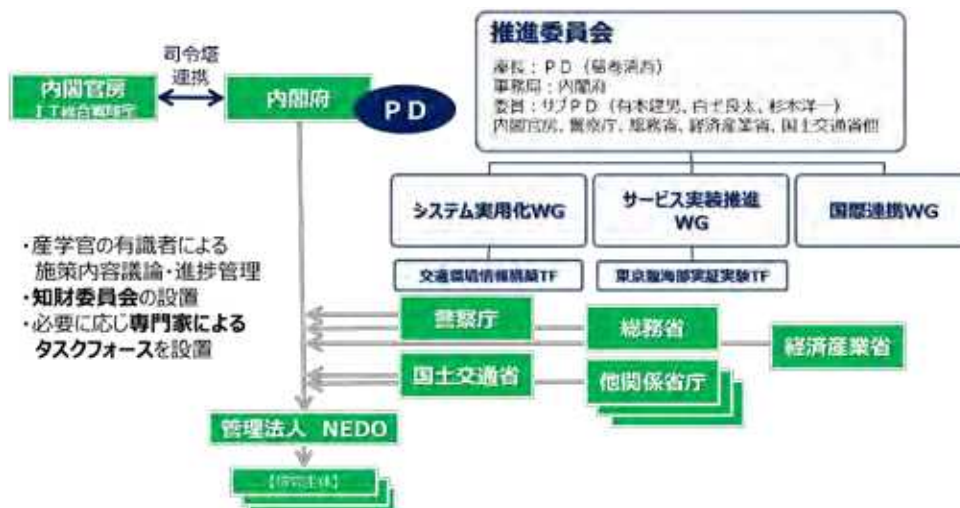 司令塔
連携
内閣官房
IT総合戦略室
内閣府
PD
推進委員会
座長：PD（葛巻清吾）
事務局：内閣府
委員：サブPD（有本建男、白土良太、杉本洋一）
内閣官房、警察庁、総務省、経済産業省、国土交通省他
システム実用化WG
サービス実装推進
WG
国際連携WG
交通環境情報構築TF
東京臨海部実証実験TF
・産学官の有識者による
施策内容議論・進捗管理
・知財委員会の設置
・必要に応じ専門家による
タスクフォースを設置
警察庁
総務省
経済産業省
国土交通省
他関係省庁
管理法人 NEDO
【研究主体】